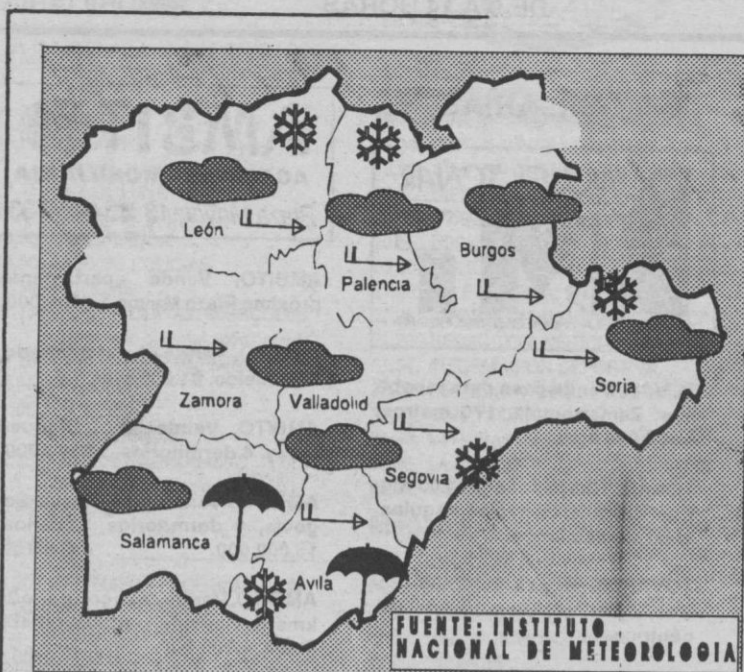 León
Burgos
Palencia
Soria
Zamora
Valladolid
Segovia
Salamanca
Avila
FUENTE: INSTITUTO
NACIONAL DE METEOROLOGIA